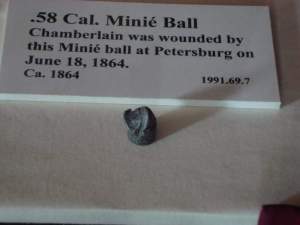 .58 Cal. Minié Ball
Chamberlain was wounded by
this Minié ball at Petersburg on
June 18, 1864.
Ca. 1864 1991.69.7